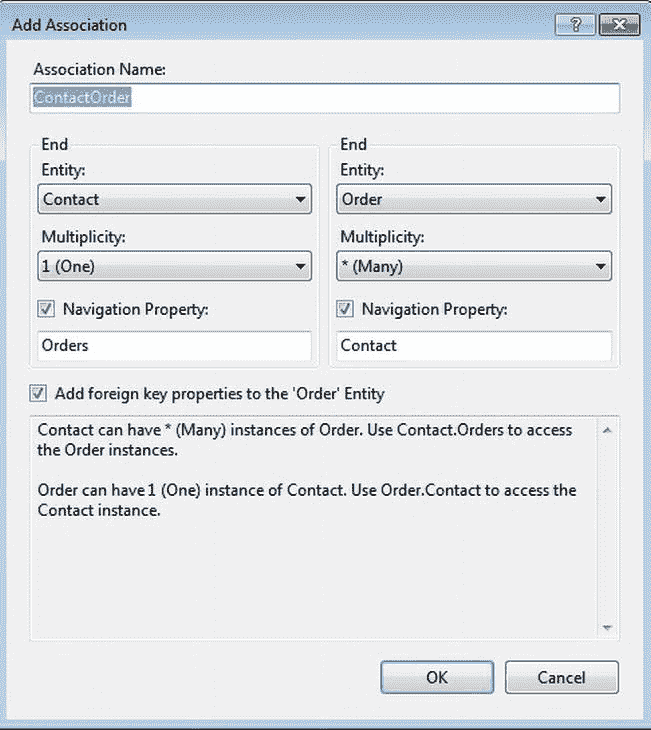 Add Association
?
Association Name:
ContactOrder
End
Entity:
Contact
Multiplicity:
1 (One)
Navigation Property:
Orders
End
Entity:
Order
Multiplicity:
* (Many)
Navigation Property:
Contact
Add foreign key properties to the 'Order' Entity
Contact can have * (Many) instances of Order. Use Contact.Orders to access
the Order instances.
Order can have 1 (One) instance of Contact. Use Order.Contact to access the
Contact instance.
OK
Cancel